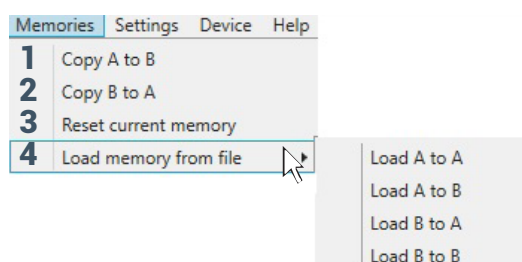 Memories Settings Device Help
1 Copy A to B
2 Copy B to A
3 Reset current memory
4 Load memory from file
Load A to A
Load A to B
Load B to A
Load B to B